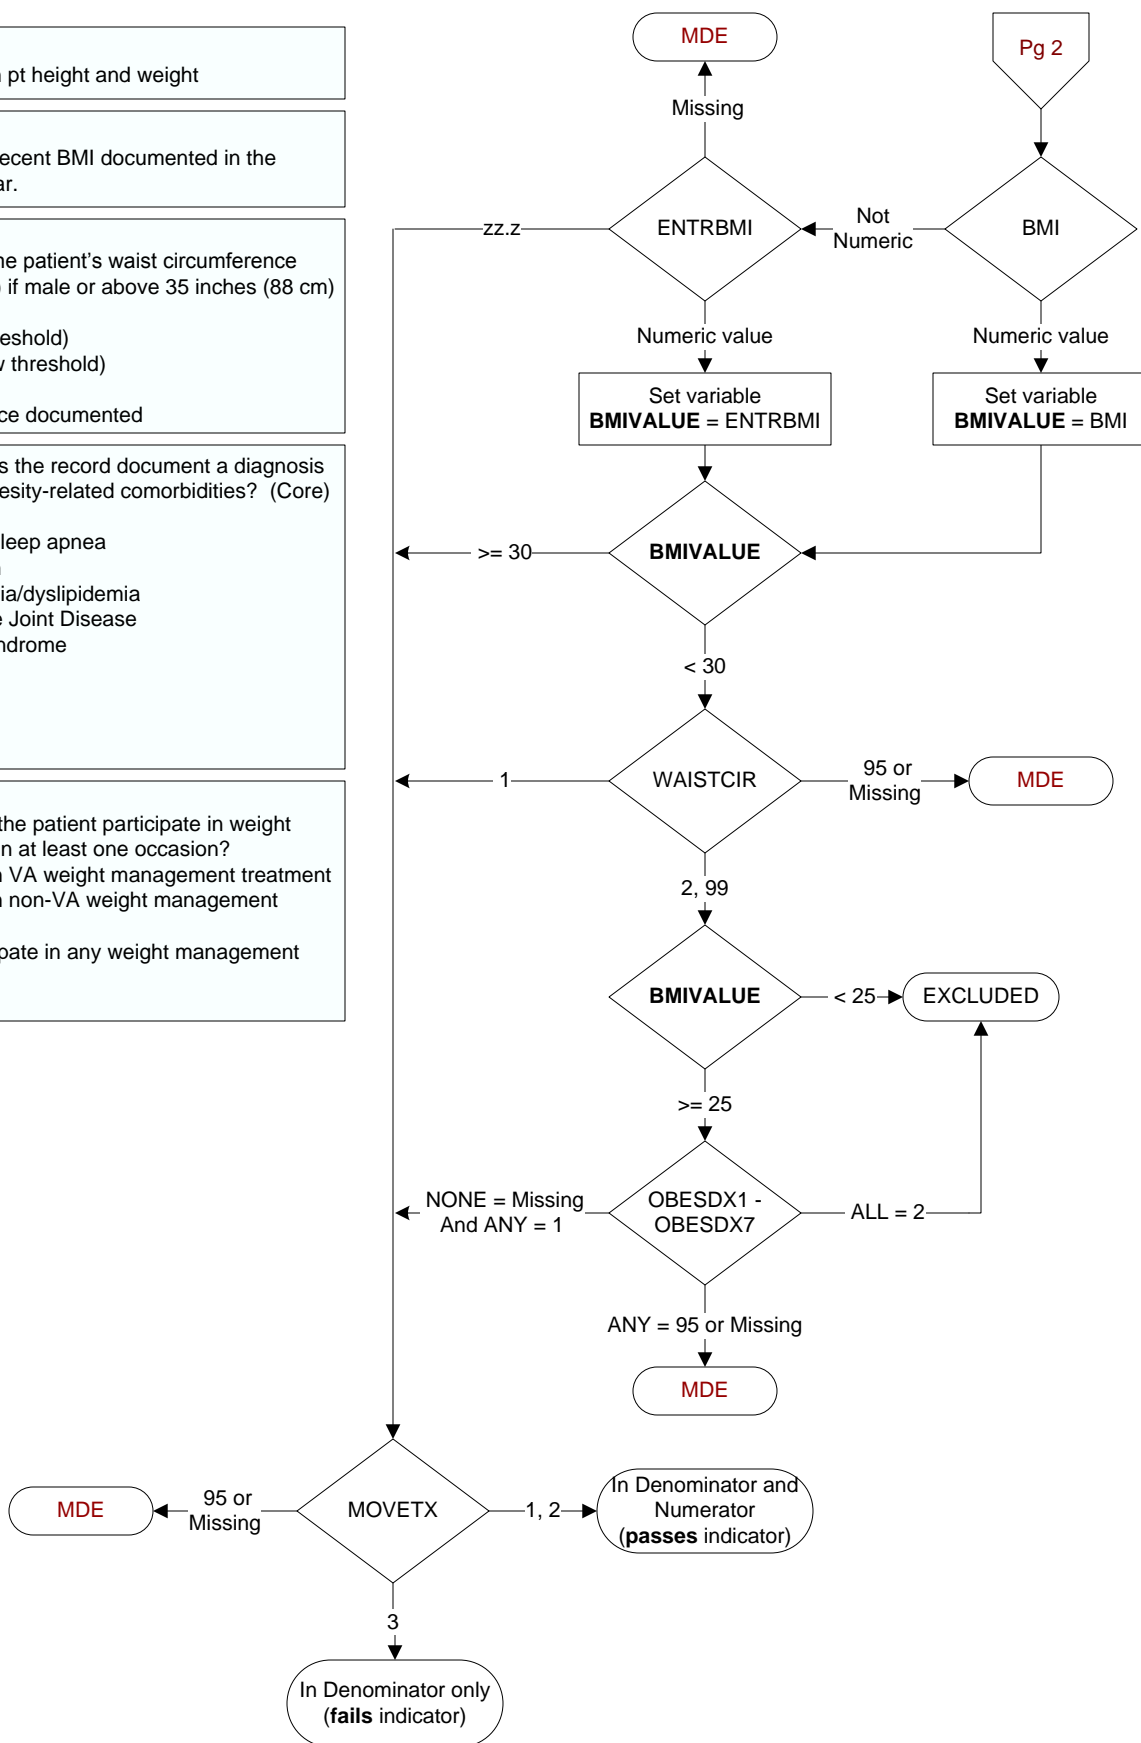 pt height and weight
ecent BMI documented in the
ar.
he patient's waist circumference
) if male or above 35 inches (88 cm)
eshold)
w threshold)
ce documented
s the record document a diagnosis
esity-related comorbidities? (Core)
leep apnea
ia/dyslipidemia
e Joint Disease
ndrome
the patient participate in weight
n at least one occasion?
n VA weight management treatment
n non-VA weight management
pate in any weight management
MDE
Pg 2
Missing
ENTRBMI
zz.z
Not
Numeric
BMI
Numeric value
Numeric value
Set variable
BMIVALUE = ENTRBMI
Set variable
BMIVALUE = BMI
BMIVALUE
>= 30
< 30
WAISTCIR
1
95 or
Missing
MDE
2, 99
BMIVALUE
< 25
EXCLUDED
>= 25
OBESDX1 -
OBESDX7
NONE = Missing
And ANY = 1
ALL = 2
ANY = 95 or Missing
MDE
MOVETX
95 or
Missing
MDE
1, 2
In Denominator and
Numerator
(passes indicator)
3
In Denominator only
(fails indicator)